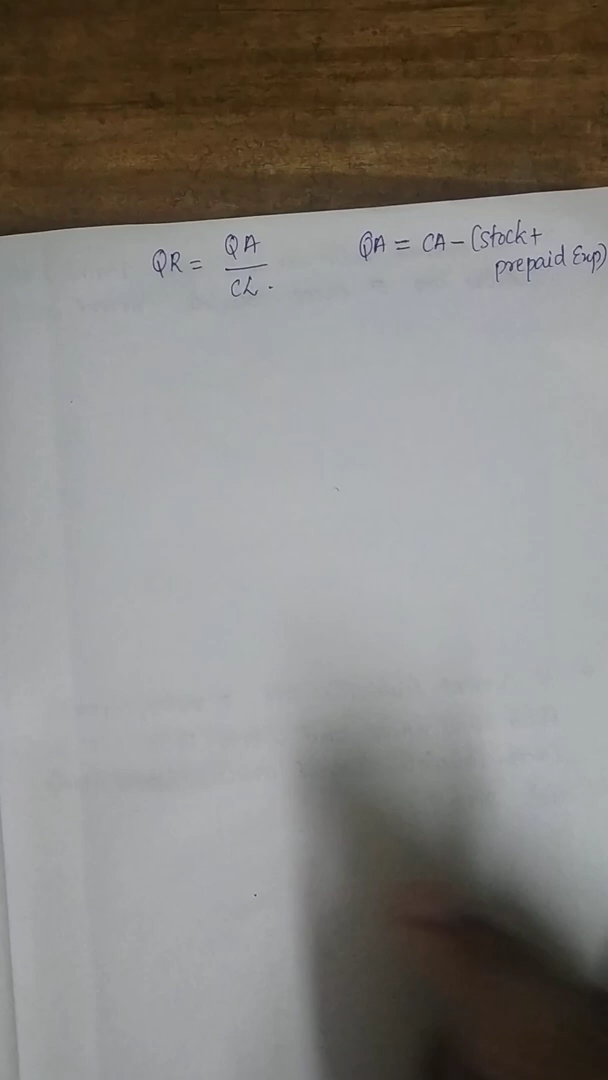 QR = QA / CL.
QA = CA - (Stock +
prepaid Exp)